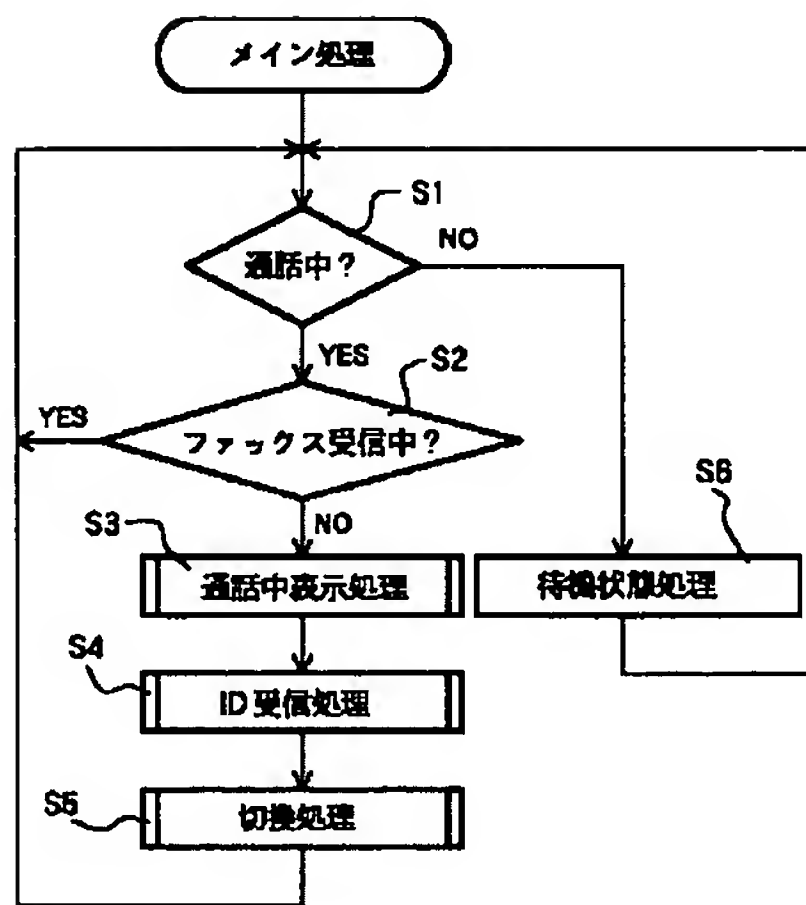 メイン処理
S1
通話中?
NO
YES
S2
YES
ファックス受信中?
NO
S3
通話中表示処理
S6
待機状態処理
S4
ID 受信処理
S5
切換処理